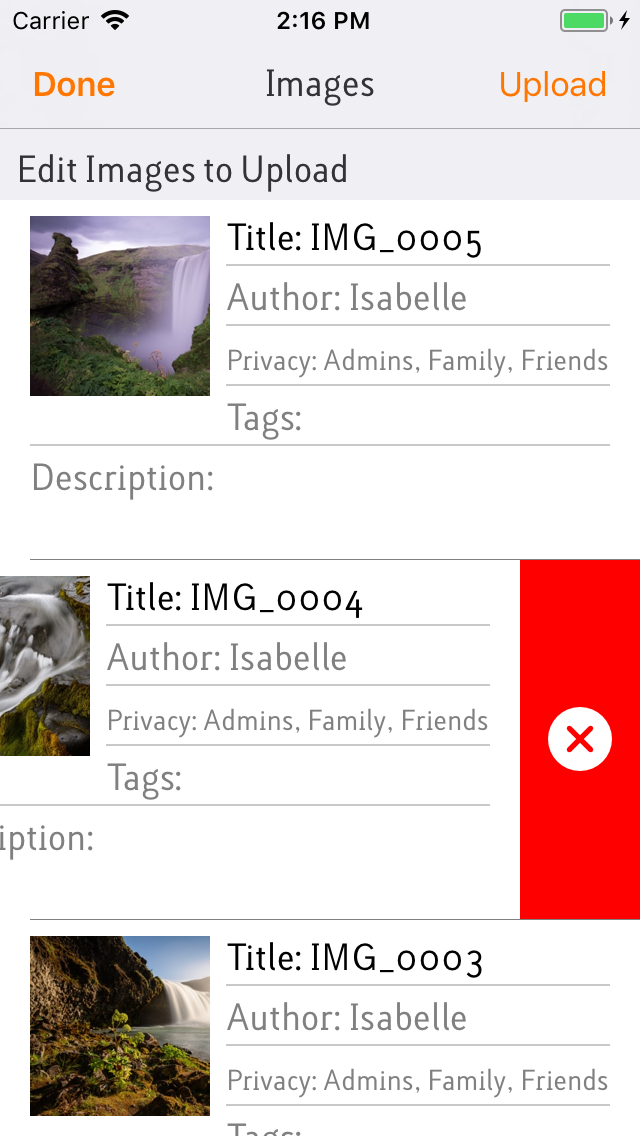 Carrier 2:16 PM
Done Images Upload
Edit Images to Upload
Title: IMG_0005
Author: Isabelle
Privacy: Admins, Family, Friends
Tags:
Description:
Title: IMG_0004
Author: Isabelle
Privacy: Admins, Family, Friends
Tags:
iption:
Title: IMG_0003
Author: Isabelle
Privacy: Admins, Family, Friends
Tags: